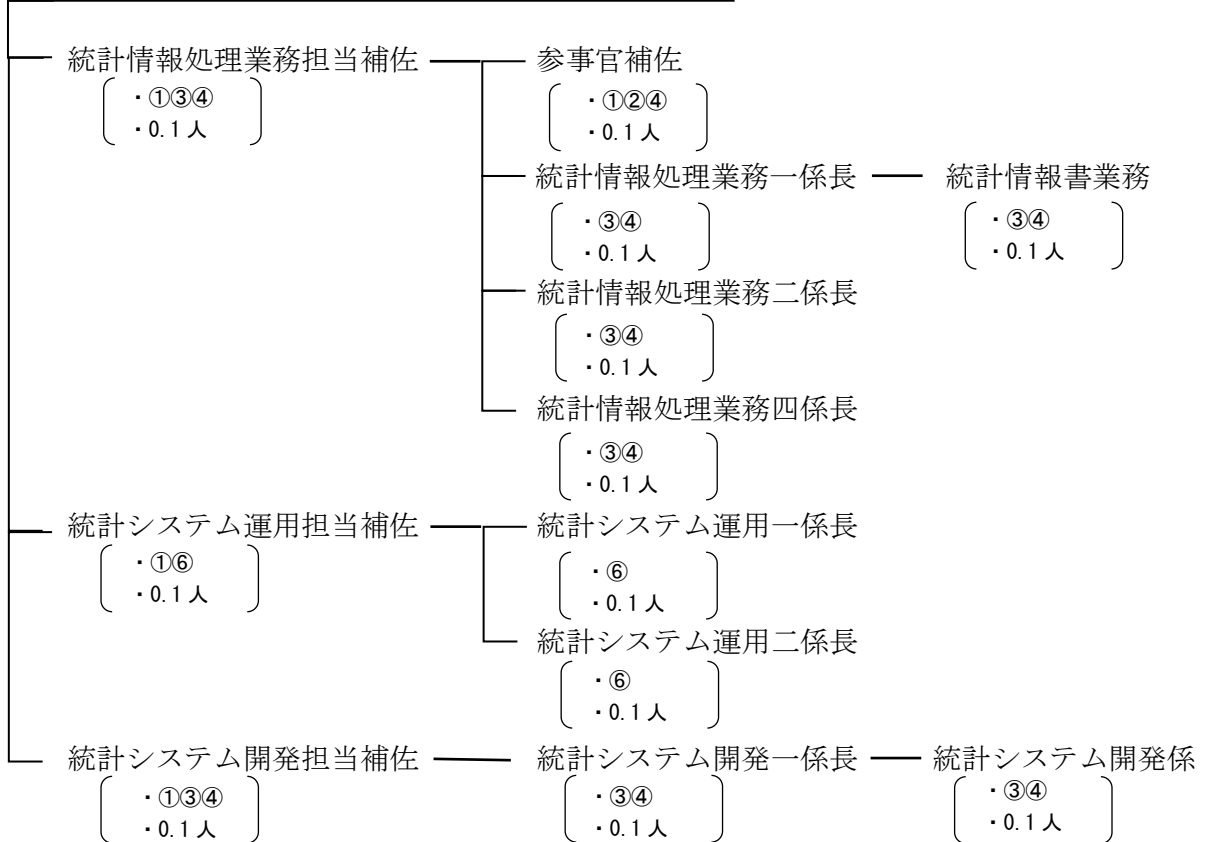 統計情報処理業務担当補佐 参事官補佐
・①③④ ・①②④
・0.1人 ・0.1人
統計情報処理業務一係長 統計情報書業務
・③④ ・③④
・0.1人 ・0.1人
統計情報処理業務二係長
・③④
・0.1人
統計情報処理業務四係長
・③④
・0.1人
統計システム運用担当補佐 統計システム運用一係長
・①⑥ ・⑥
・0.1人 ・0.1人
統計システム運用二係長
・⑥
・0.1人
統計システム開発担当補佐 統計システム開発一係長 統計システム開発係
・①③④ ・③④ ・③④
・0.1人 ・0.1人 ・0.1人